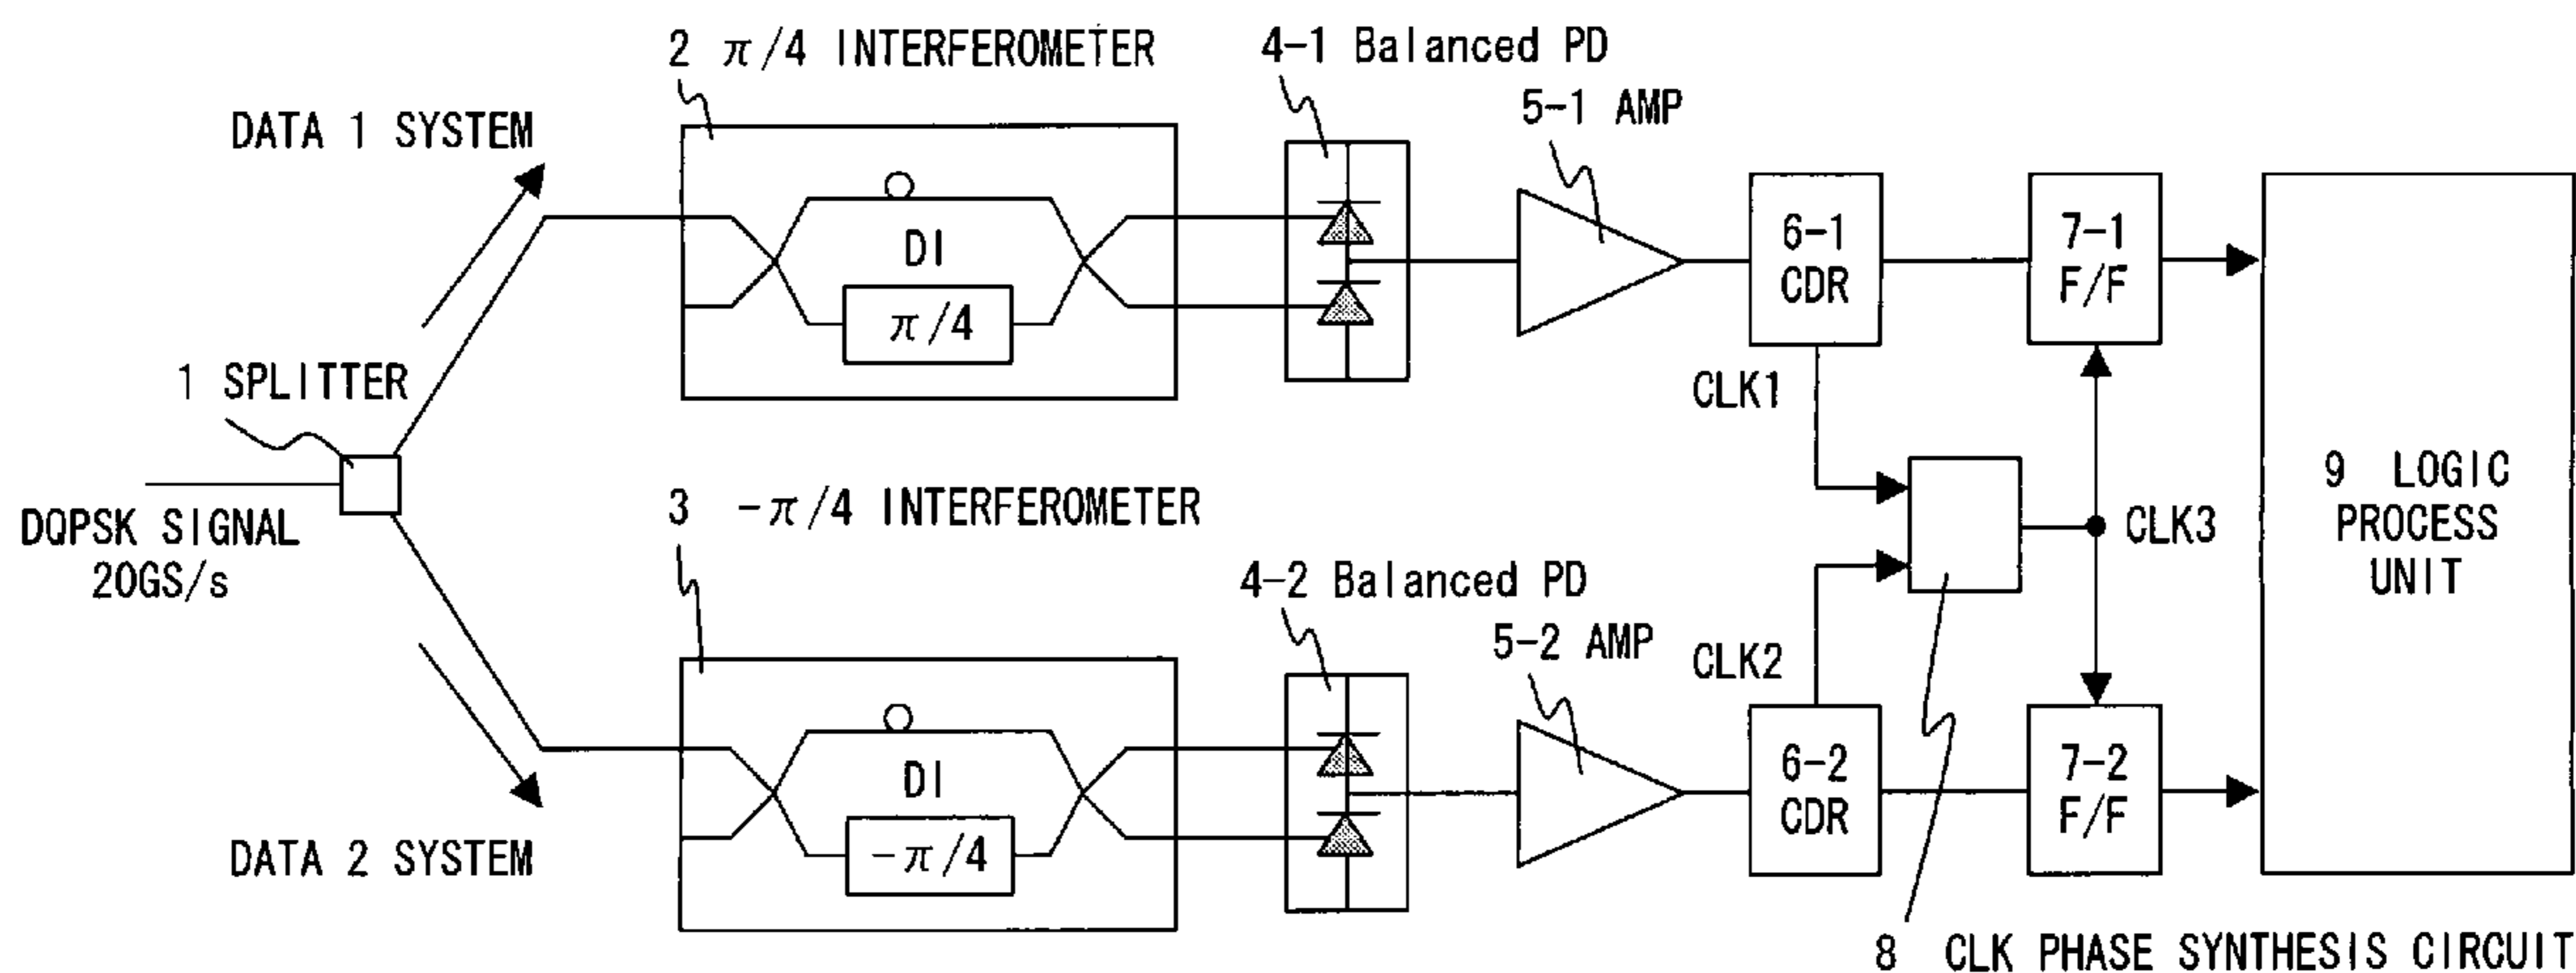 2 π/4 INTERFEROMETER
4-1 Balanced PD
5-1 AMP
DATA 1 SYSTEM
6-1
CDR
7-1
F/F
DI
π/4
1 SPLITTER
CLK1
DQPSK SIGNAL
20GS/s
3 -π/4 INTERFEROMETER
9 LOGIC
PROCESS
UNIT
CLK3
4-2 Balanced PD
5-2 AMP
CLK2
6-2
CDR
7-2
F/F
DI
-π/4
DATA 2 SYSTEM
8 CLK PHASE SYNTHESIS CIRCUIT